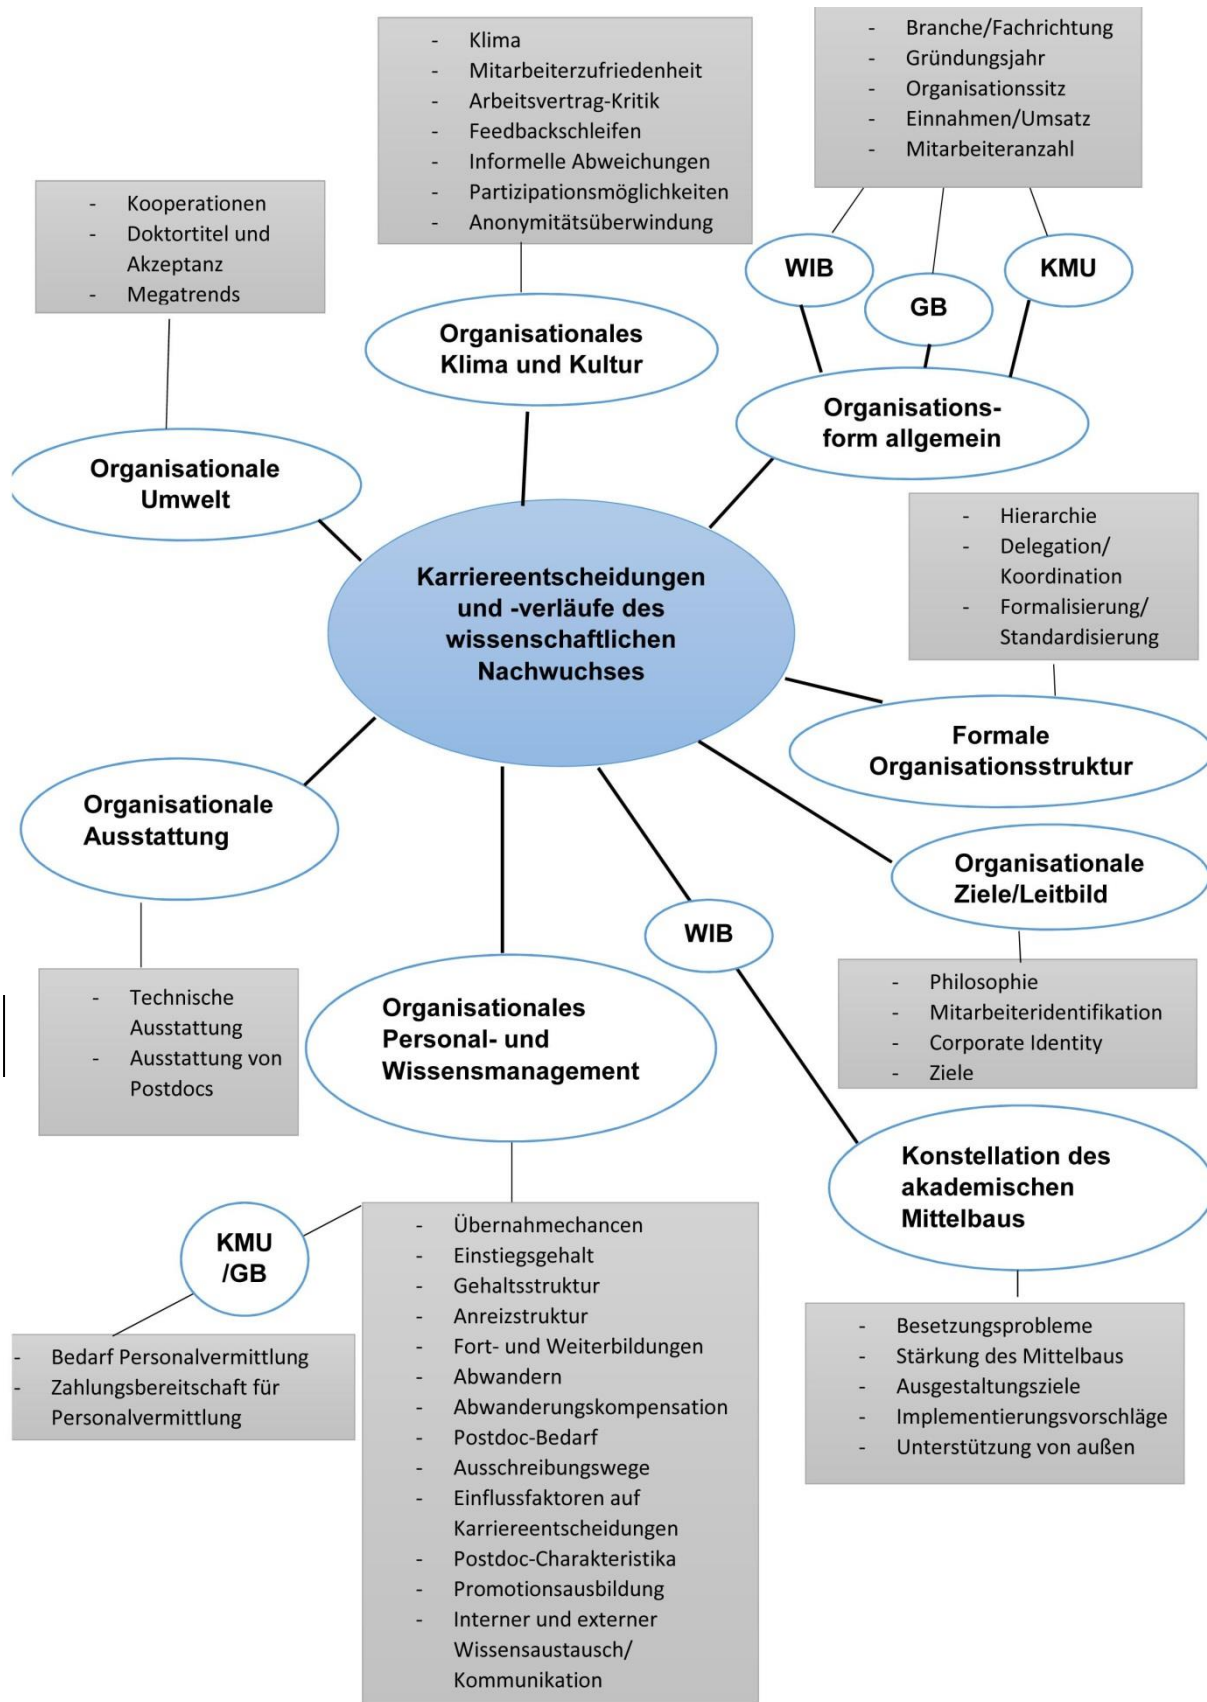 - Klima
- Mitarbeiterzufriedenheit
- Arbeitsvertrag-Kritik
- Feedbackschleifen
- Informelle Abweichungen
- Partizipationsmöglichkeiten
- Anonymitätsüberwindung
- Branche/Fachrichtung
- Gründungsjahr
- Organisationssitz
- Einnahmen/Umsatz
- Mitarbeiteranzahl
- Kooperationen
- Doktortitel und
Akzeptanz
- Megatrends
WIB
GB
KMU
Organisationales
Klima und Kultur
Organisations-
form allgemein
Organisationale
Umwelt
- Hierarchie
- Delegation/
Koordination
- Formalisierung/
Standardisierung
Karriereentscheidungen
und -verläufe des
wissenschaftlichen
Nachwuchses
Formale
Organisationsstruktur
Organisationale
Ausstattung
Organisationale
Ziele/Leitbild
WIB
- Technische
Ausstattung
- Ausstattung von
Postdocs
Organisationales
Personal- und
Wissensmanagement
- Philosophie
- Mitarbeiteridentifikation
- Corporate Identity
- Ziele
Konstellation des
akademischen
Mittelbaus
KMU
/GB
- Bedarf Personalvermittlung
- Zahlungsbereitschaft für
Personalvermittlung
- Übernahmechancen
- Einstiegsgehalt
- Gehaltsstruktur
- Anreizstruktur
- Fort- und Weiterbildungen
- Abwandern
- Abwanderungskompensation
- Postdoc-Bedarf
- Ausschreibungswege
- Einflussfaktoren auf
Karriereentscheidungen
- Postdoc-Charakteristika
- Promotionsausbildung
- Interner und externer
Wissensaustausch/
Kommunikation
- Besetzungsprobleme
- Stärkung des Mittelbaus
- Ausgestaltungsziele
- Implementierungsvorschläge
- Unterstützung von außen